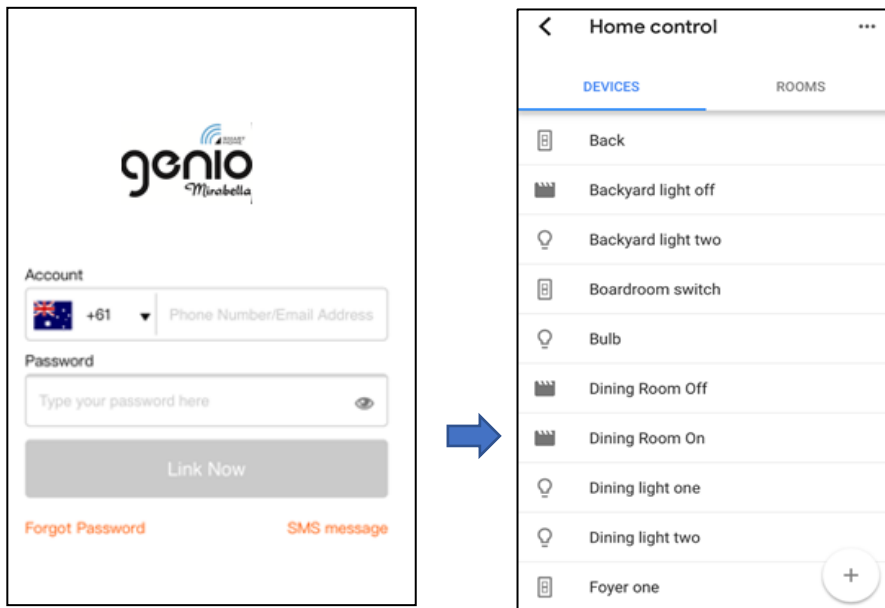 SMART
HOME
genio
Mirabella
Account
+61 Phone Number/Email Address
Password
Type your password here
Link Now
Forgot Password SMS message
Home control
DEVICES ROOMS
Back
Backyard light off
Backyard light two
Boardroom switch
Bulb
Dining Room Off
Dining Room On
Dining light one
Dining light two
Foyer one